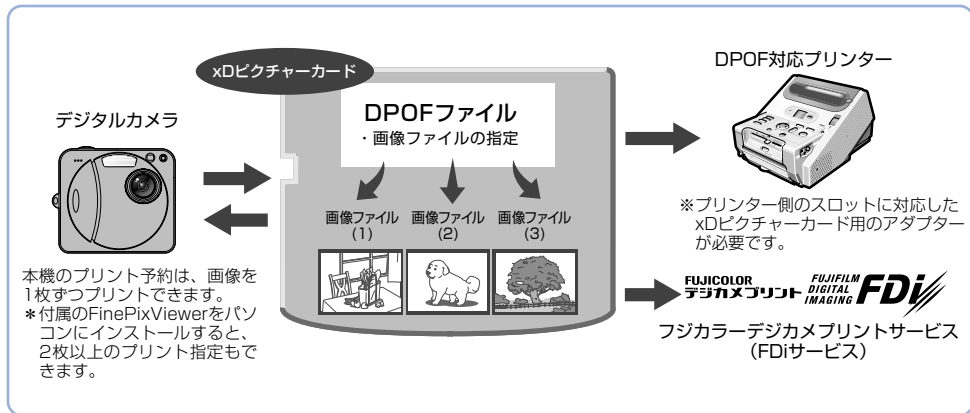 xDピクチャーカード
DPOFファイル
・画像ファイルの指定
画像ファイル
(1)
画像ファイル
(2)
画像ファイル
(3)
デジタルカメラ
本機のプリント予約は、画像を
1枚ずつプリントできます。
＊付属のFinePixViewerをパソ
コンにインストールすると、
2枚以上のプリント指定もで
きます。
DPOF対応プリンター
※プリンター側のスロットに対応した
xDピクチャーカード用のアダプター
が必要です。
FUJICOLOR
デジカメプリント
FUJIFILM
DIGITAL
IMAGING
FDi
フジカラーデジカメプリントサービス
（FDiサービス）